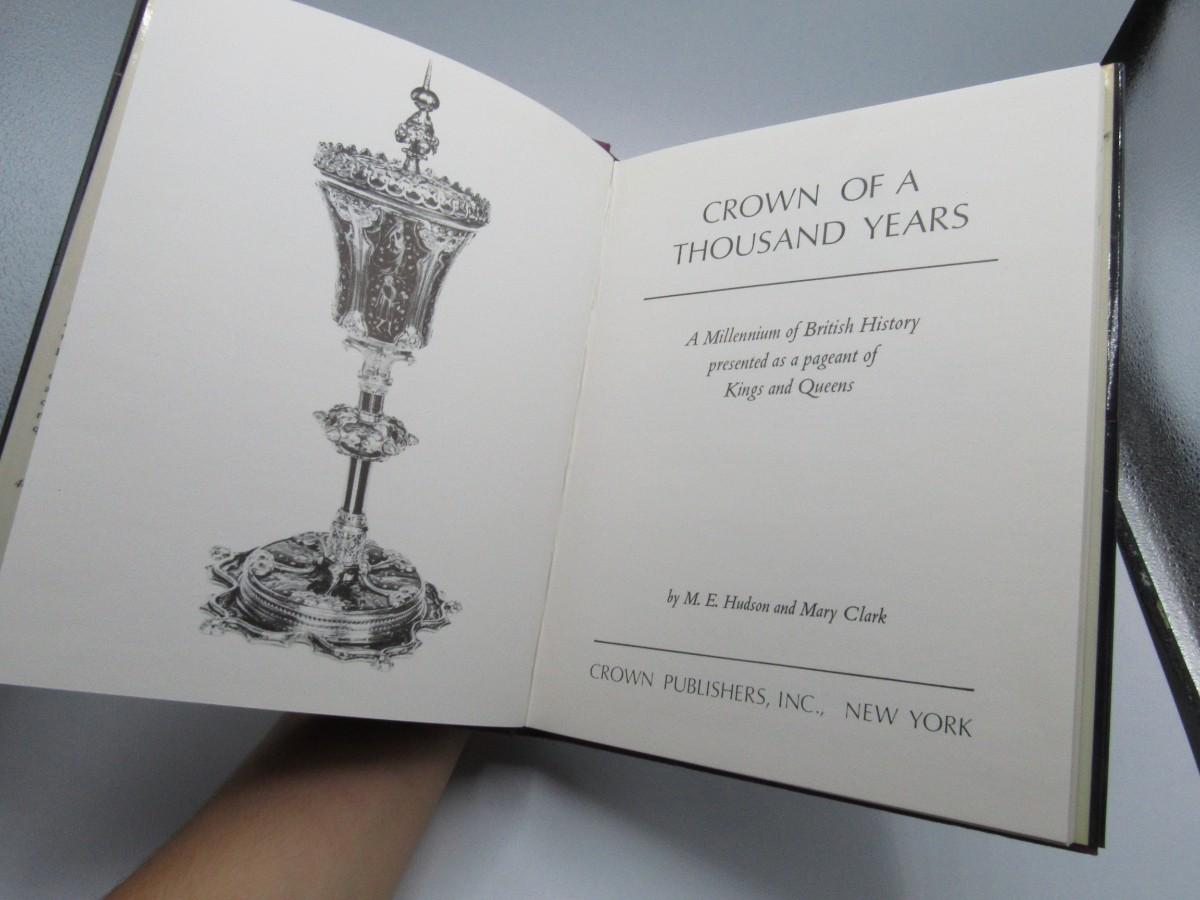 CROWN OF A
THOUSAND YEARS
A Millennium of British History
presented as a pageant of
Kings and Queens
by M. E. Hudson and Mary Clark
CROWN PUBLISHERS, INC., NEW YORK